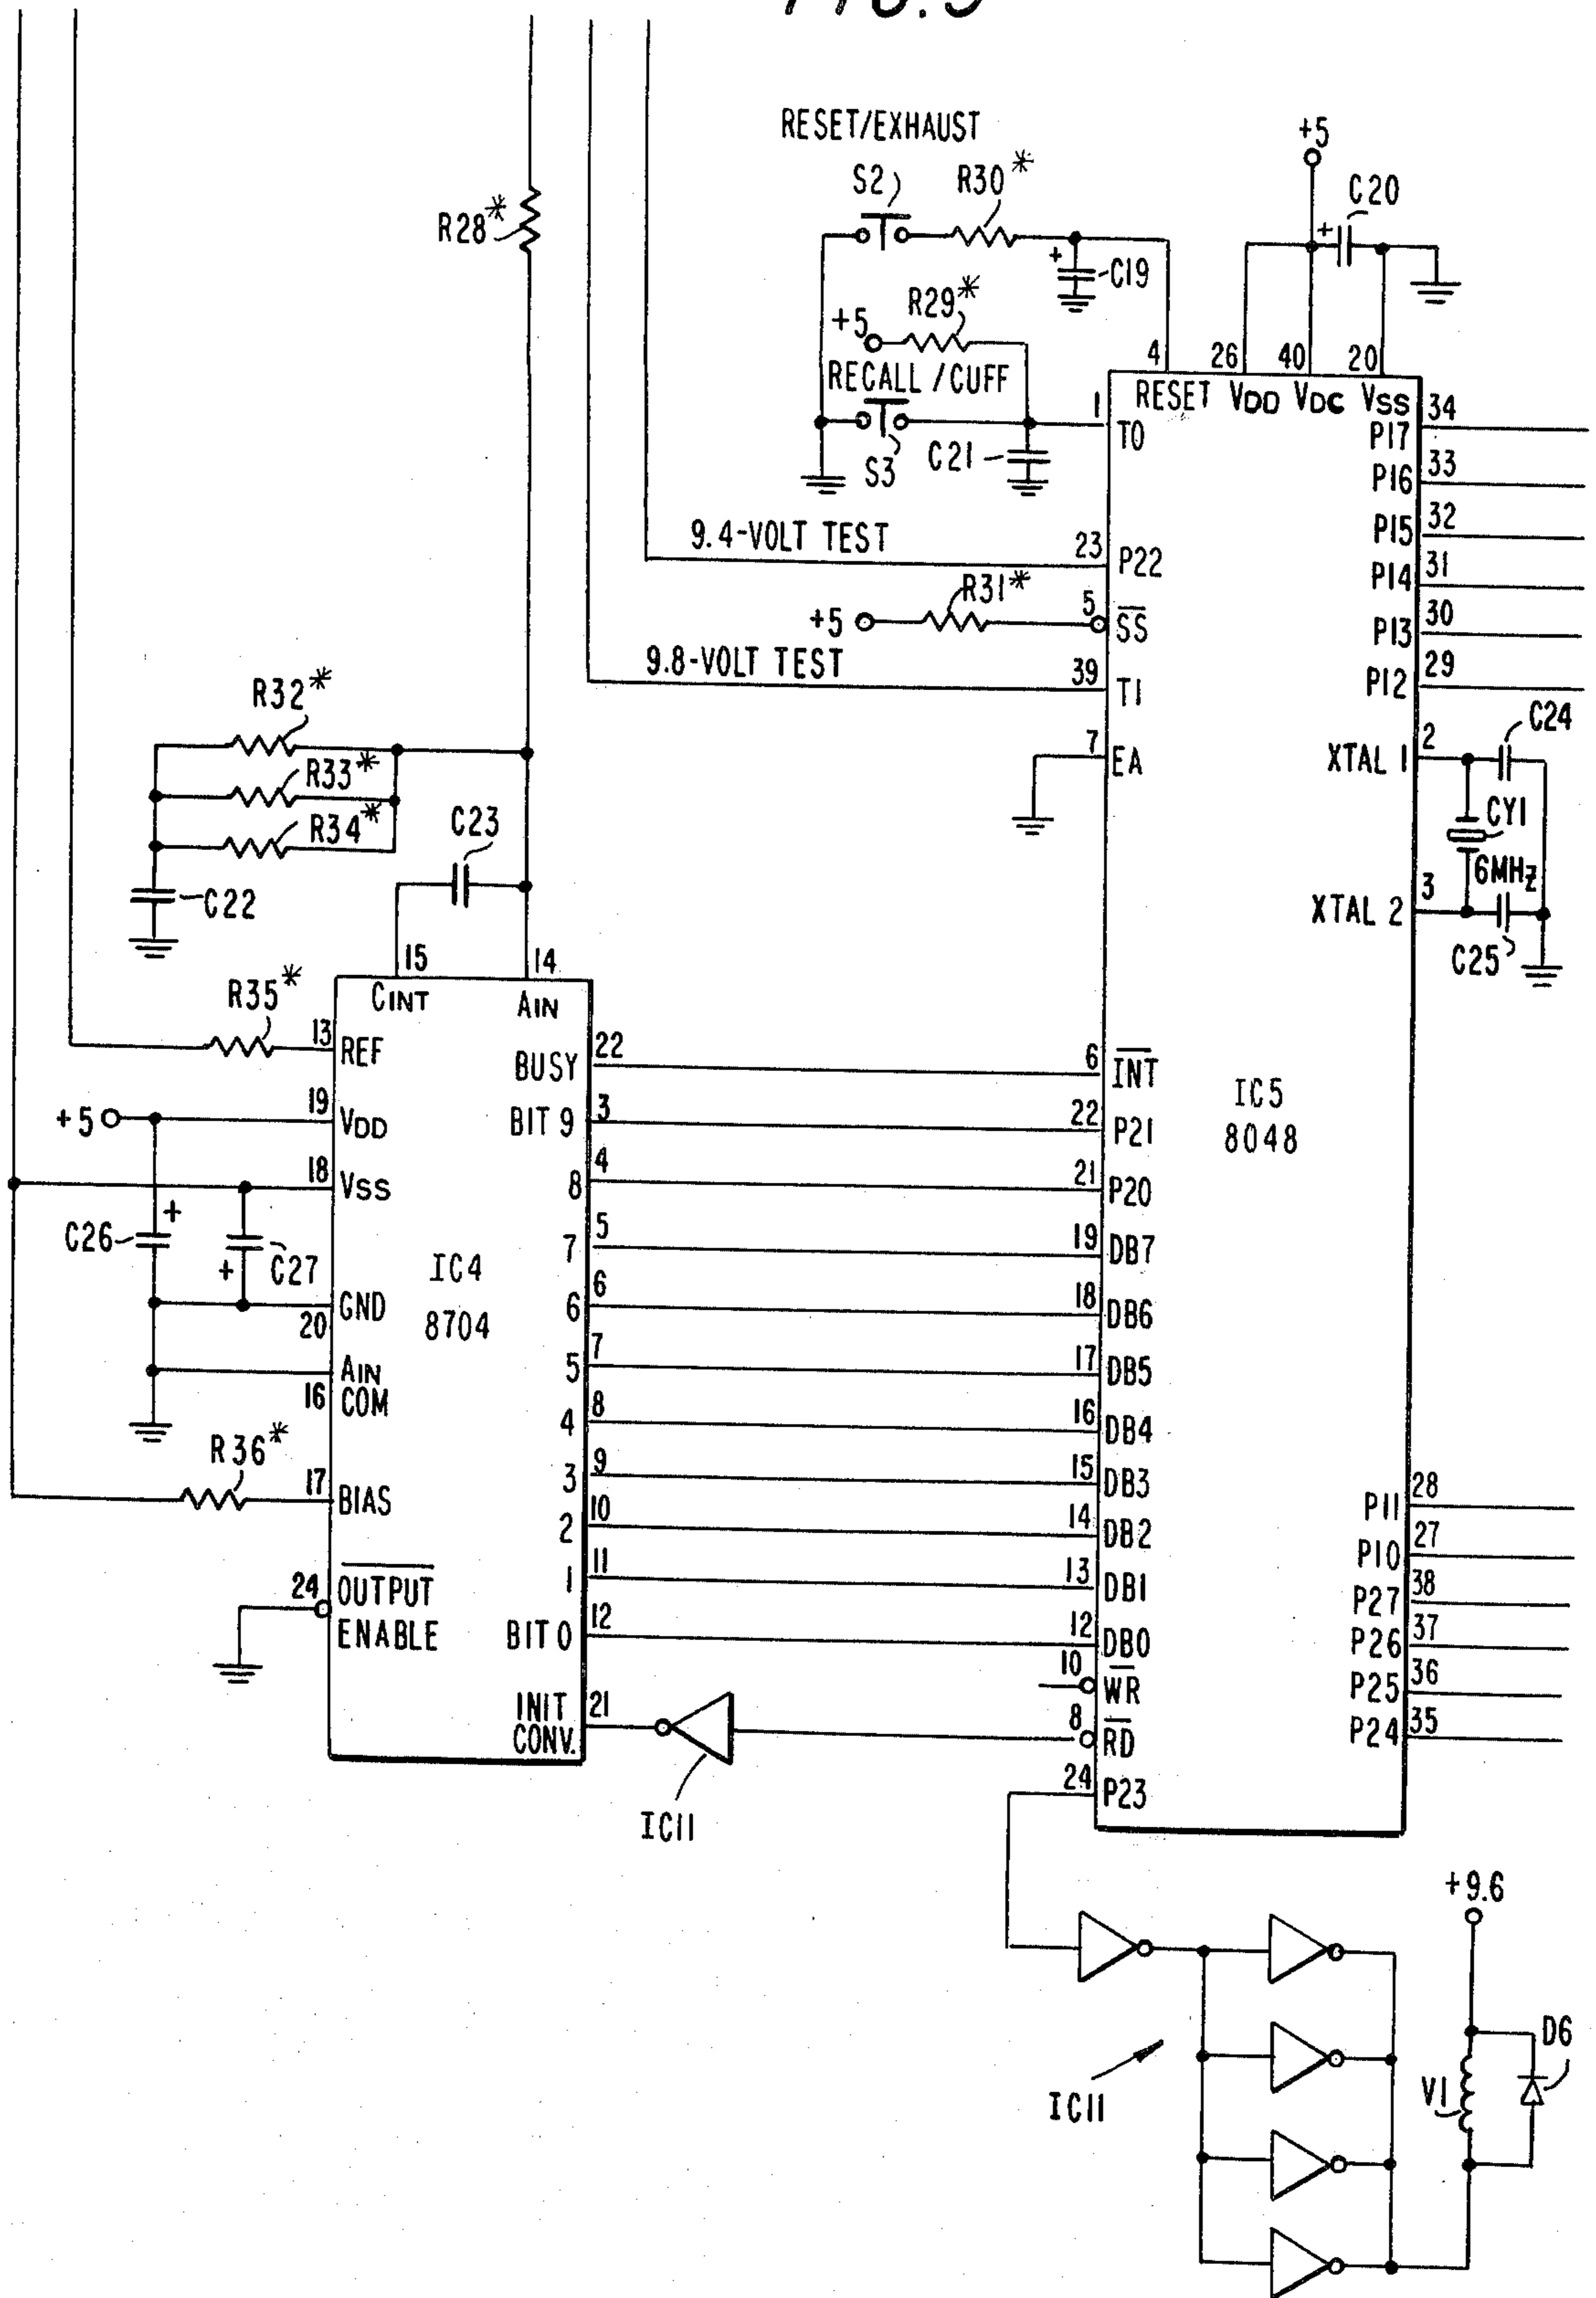 RESET/EXHAUST
+5
S2
R30*
C20
R28*
+
+
C19
R29*
+5
RECALL /CUFF
4
26
40
20
RESET
VDD
VDC
VSS
1
T0
S3
C21
34
P17
33
P16
9.4-VOLT TEST
23
P22
32
P15
31
P14
R31*
+5
5
SS
30
P13
9.8-VOLT TEST
39
T1
29
P12
R32*
C24
7
EA
XTAL 1
2
R33*
R34*
C23
CY1
6MHZ
C22
XTAL 2
3
C25
15
14
CINT
AIN
R35*
13
REF
BUSY
22
6
INT
IC5
8048
+5
19
VDD
BIT 9
3
22
P21
18
VSS
8
4
21
P20
+
C26
C27
+
7
5
19
DB7
IC4
8704
GND
20
6
6
18
DB6
AIN
COM
16
5
7
17
DB5
4
8
16
DB4
R36*
17
BIAS
3
9
15
DB3
28
P11
2
10
14
DB2
27
P10
24
OUTPUT
ENABLE
1
11
13
DB1
38
P27
BIT 0
12
12
DB0
37
P26
10
WR
36
P25
INIT
CONV.
21
8
RD
35
P24
24
P23
IC11
+9.6
D6
V1
IC11